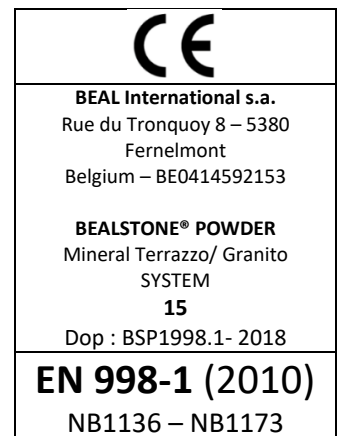 CE
BEAL International s.a.
Rue du Tronquoy 8 – 5380
Fernelmont
Belgium – BE0414592153
BEALSTONE® POWDER
Mineral Terrazzo/ Granito
SYSTEM
15
Dop : BSP1998.1- 2018
EN 998-1 (2010)
NB1136 – NB1173